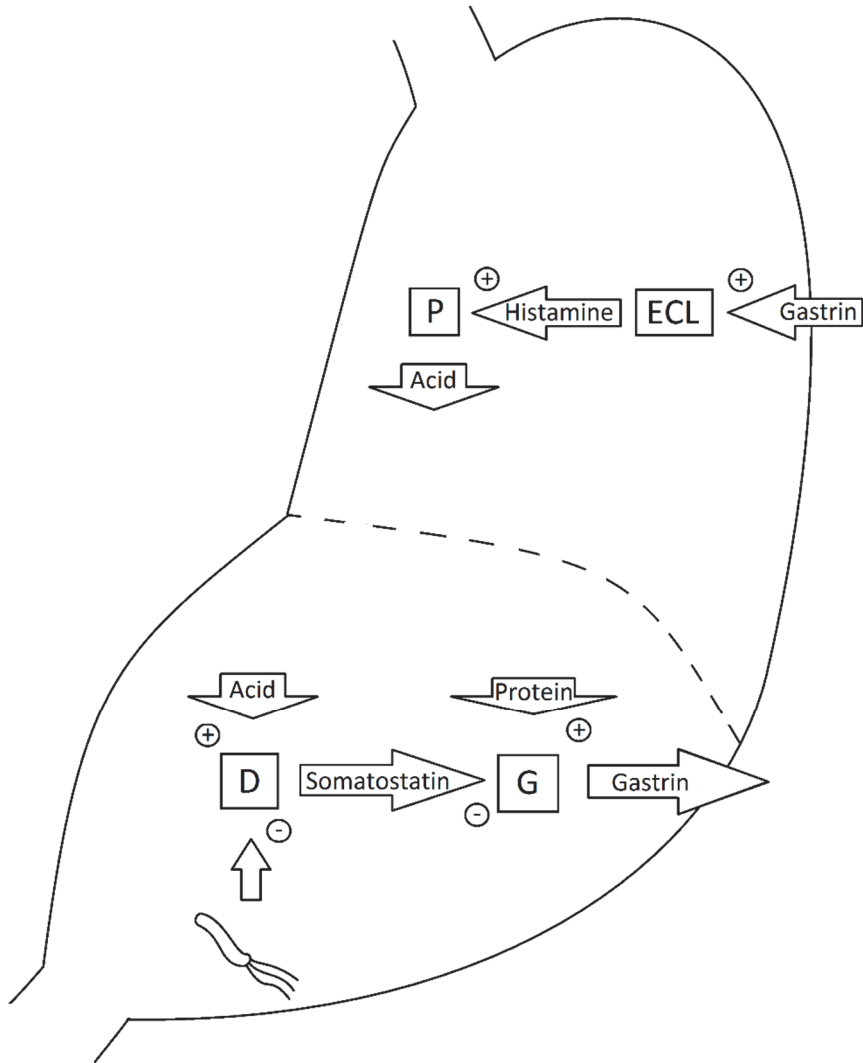 + +
P Histamine ECL Gastrin
Acid
Acid Protein
+ +
D Somatostatin G Gastrin
- -